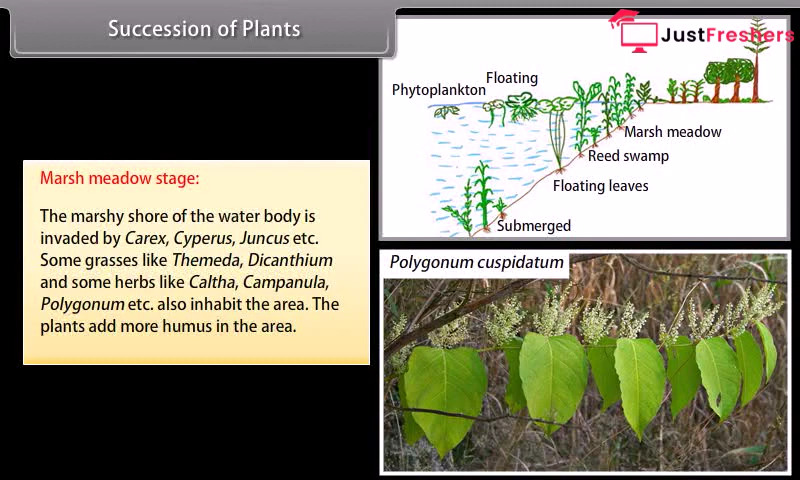 Succession of Plants
JustFreshers
Phytoplankton
Floating
Marsh meadow
Reed swamp
Floating leaves
Submerged
Marsh meadow stage:
The marshy shore of the water body is
invaded by Carex, Cyperus, Juncus etc.
Some grasses like Themeda, Dicanthium
and some herbs like Caltha, Campanula,
Polygonum etc. also inhabit the area. The
plants add more humus in the area.
Polygonum cuspidatum